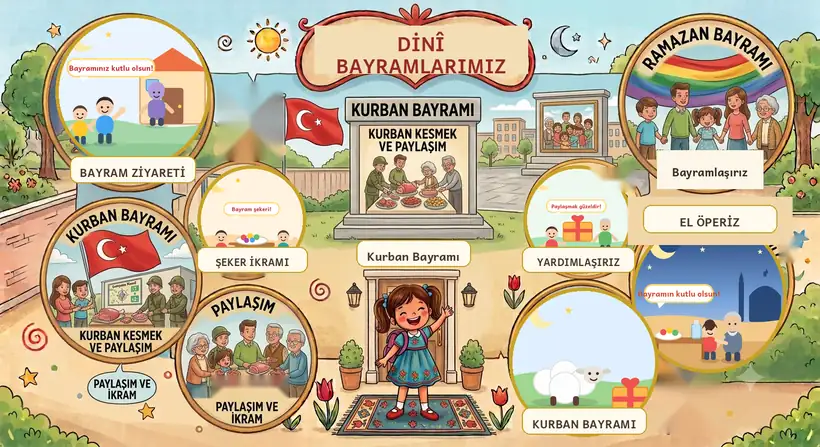 DİNÎ
BAYRAMLARIMIZ
Bayramınız kutlu olsun!
BAYRAM ZİYARETİ
KURBAN BAYRAMI
KURBAN KESMEK
VE PAYLAŞIM
RAMAZAN BAYRAMI
Bayramlaşırız
EL ÖPERİZ
Bayram şekeri!
ŞEKER İKRAMI
Kurban Bayramı
Paylaşmak güzeldir!
YARDIMLAŞIRIZ
KURBAN BAYRAMI
KURBAN KESMEK
VE PAYLAŞIM
PAYLAŞIM VE
İKRAM
PAYLAŞIM
PAYLAŞIM VE
İKRAM
Bayramın kutlu olsun!
KURBAN BAYRAMI